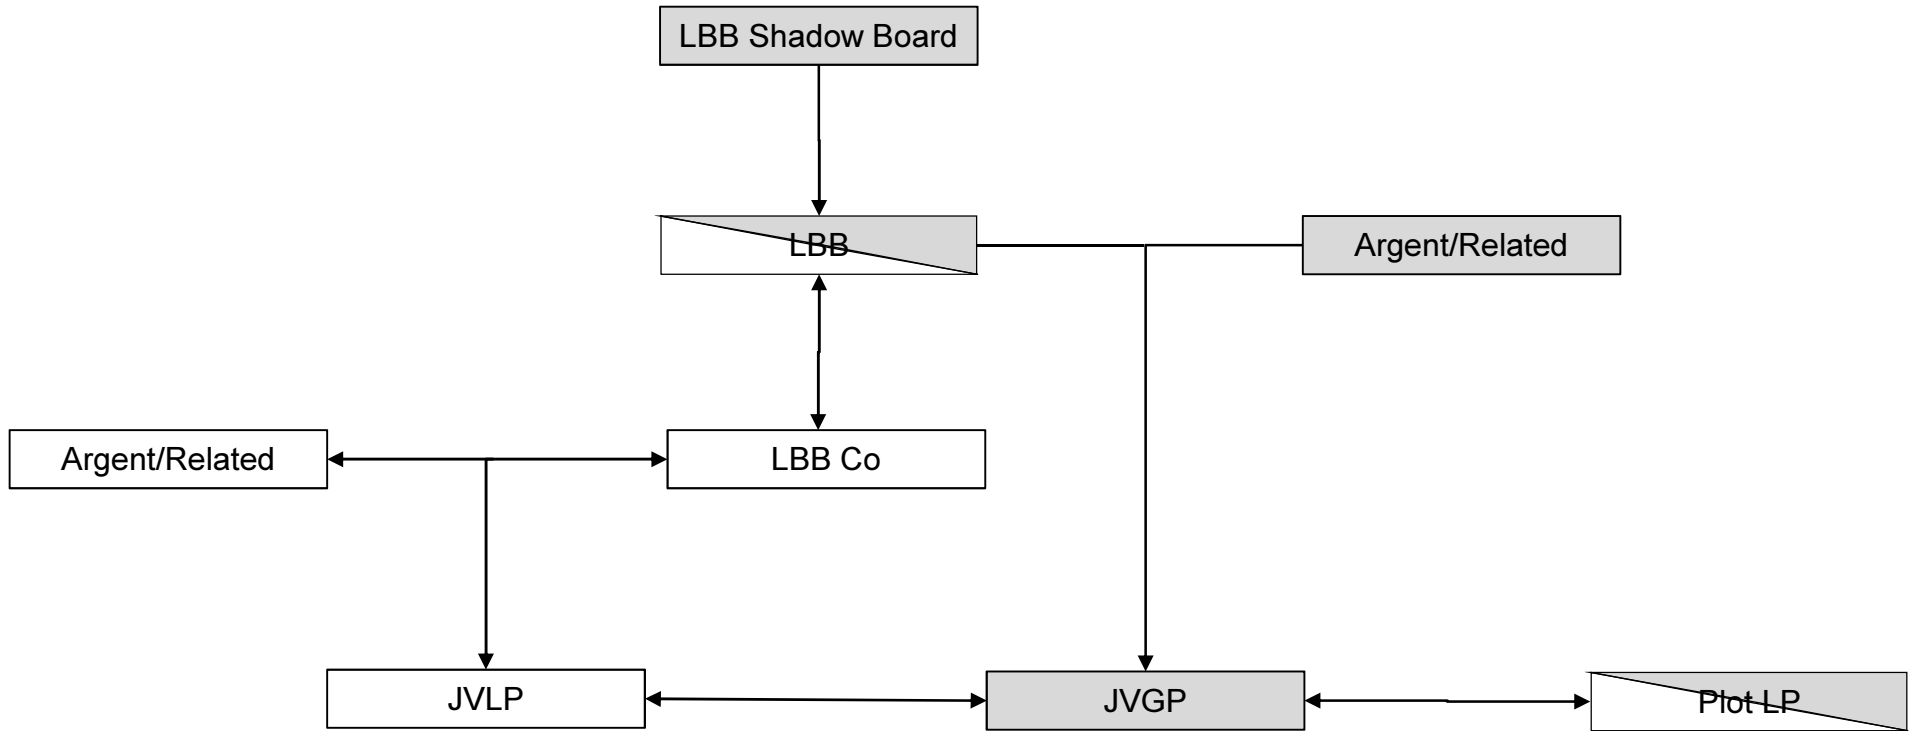 LBB Shadow Board
LBB
Argent/Related
Argent/Related
LBB Co
JVLP
JVGP
Plot LP